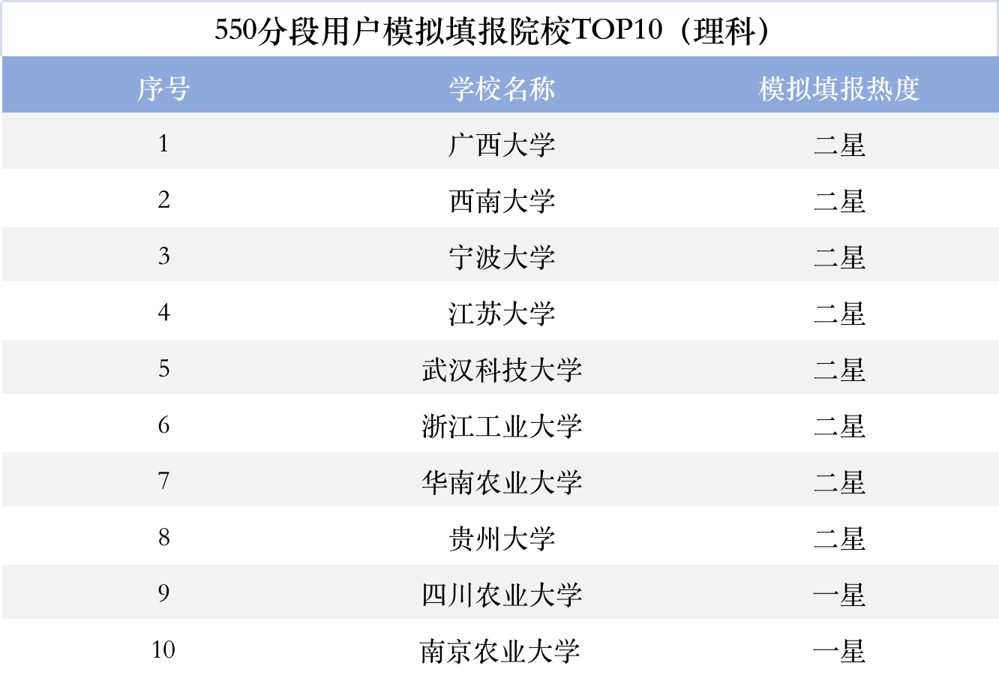 550分段用户模拟填报院校TOP10（理科）
序号 学校名称 模拟填报热度
1 广西大学 二星
2 西南大学 二星
3 宁波大学 二星
4 江苏大学 二星
5 武汉科技大学 二星
6 浙江工业大学 二星
7 华南农业大学 二星
8 贵州大学 二星
9 四川农业大学 一星
10 南京农业大学 一星